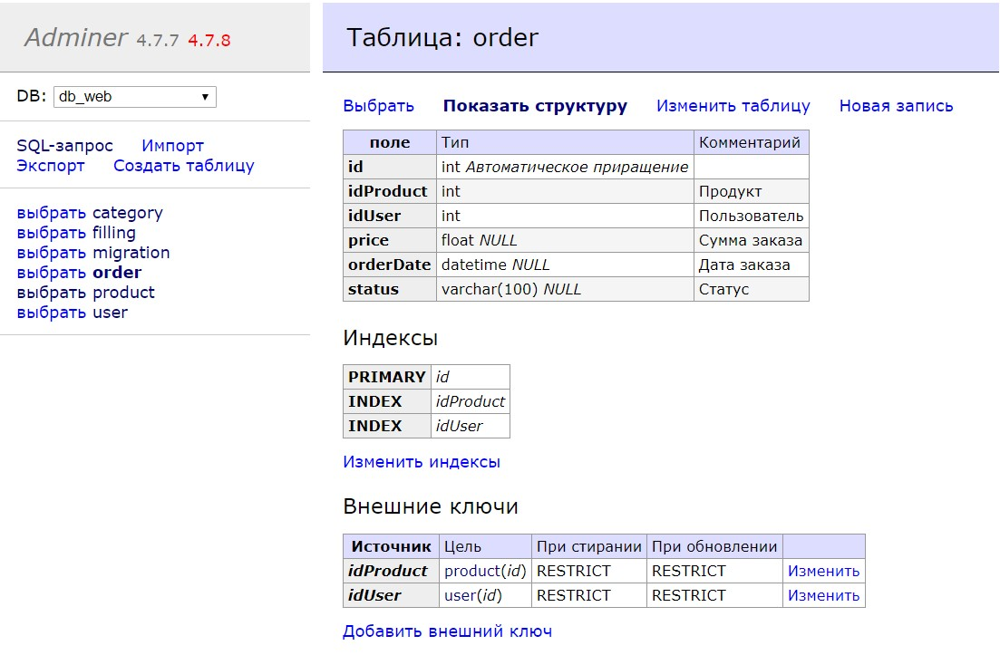 Adminer 4.7.7 4.7.8
DB: db_web
SQL-запрос Импорт
Экспорт Создать таблицу
выбрать category
выбрать filling
выбрать migration
выбрать order
выбрать product
выбрать user
Таблица: order
Выбрать Показать структуру Изменить таблицу Новая запись
поле Тип Комментарий
id int Автоматическое приращение
idProduct int Продукт
idUser int Пользователь
price float NULL Сумма заказа
orderDate datetime NULL Дата заказа
status varchar(100) NULL Статус
Индексы
PRIMARY id
INDEX idProduct
INDEX idUser
Изменить индексы
Внешние ключи
Источник Цель При стирании При обновлении
idProduct product(id) RESTRICT RESTRICT Изменить
idUser user(id) RESTRICT RESTRICT Изменить
Добавить внешний ключ